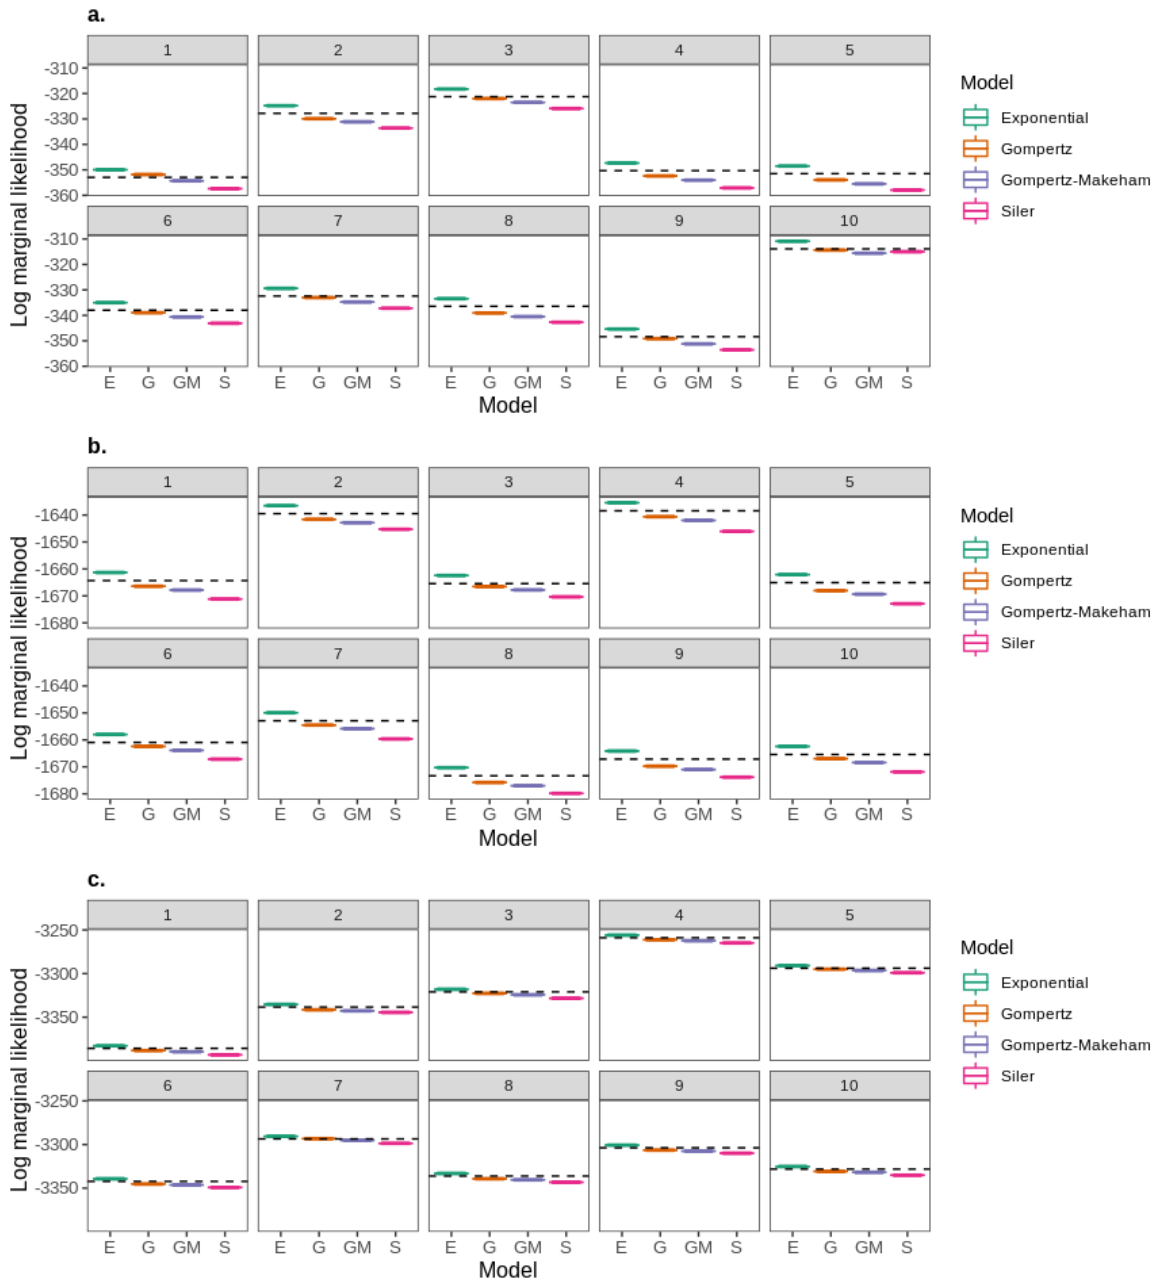 a.
1 2 3 4 5
Log marginal likelihood
-310
-320
-330
-340
-350
-360
6 7 8 9 10
-310
-320
-330
-340
-350
-360
E G GM S E G GM S E G GM S E G GM S E G GM S
Model
Model
Exponential
Gompertz
Gompertz-Makeham
Siler
b.
1 2 3 4 5
Log marginal likelihood
-1640
-1650
-1660
-1670
-1680
6 7 8 9 10
-1640
-1650
-1660
-1670
-1680
E G GM S E G GM S E G GM S E G GM S E G GM S
Model
Model
Exponential
Gompertz
Gompertz-Makeham
Siler
c.
1 2 3 4 5
Log marginal likelihood
-3250
-3300
-3350
6 7 8 9 10
-3250
-3300
-3350
E G GM S E G GM S E G GM S E G GM S E G GM S
Model
Model
Exponential
Gompertz
Gompertz-Makeham
Siler